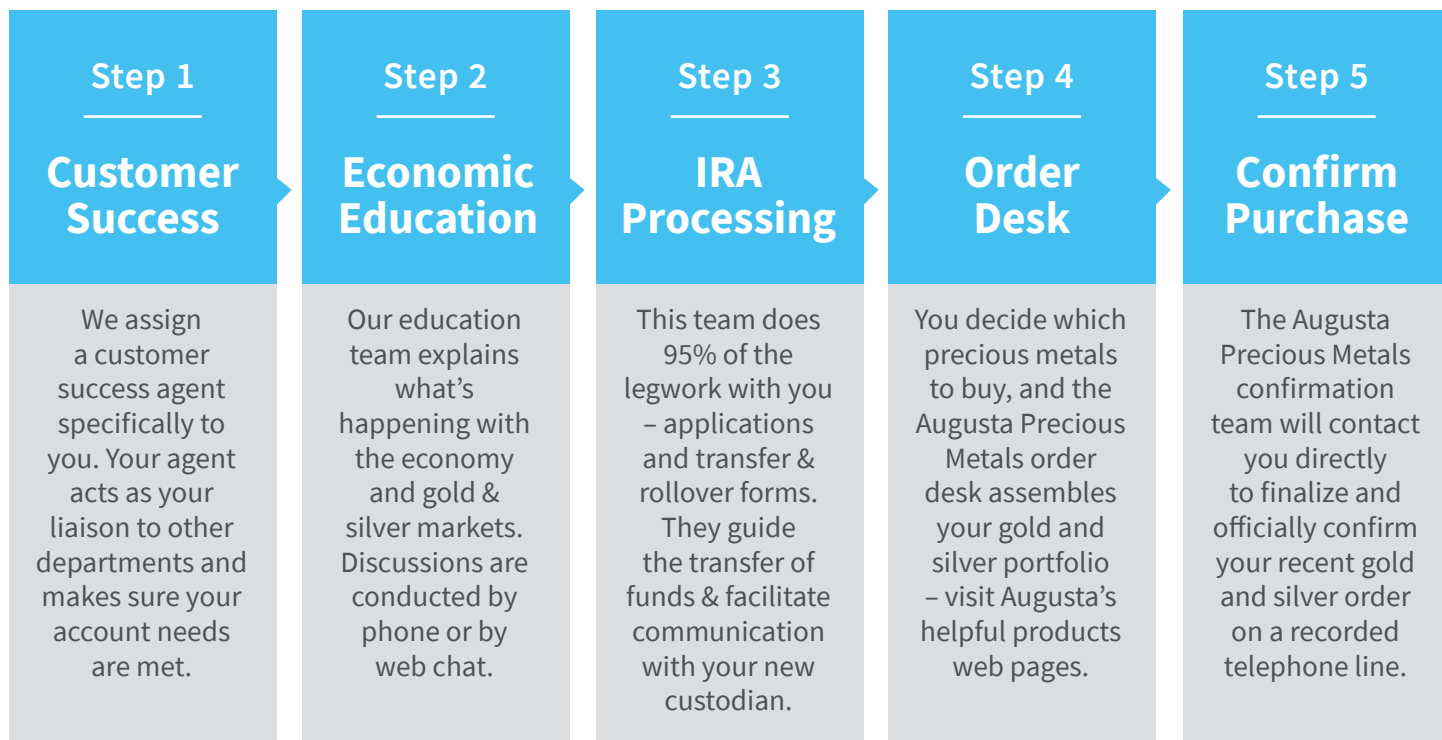 Step 1
Customer
Success
We assign
a customer
success agent
specifically to
you. Your agent
acts as your
liaison to other
departments and
makes sure your
account needs
are met.
Step 2
Economic
Education
Our education
team explains
what’s
happening with
the economy
and gold &
silver markets.
Discussions are
conducted by
phone or by
web chat.
Step 3
IRA
Processing
This team does
95% of the
legwork with you
– applications
and transfer &
rollover forms.
They guide
the transfer of
funds & facilitate
communication
with your new
custodian.
Step 4
Order
Desk
You decide which
precious metals
to buy, and the
Augusta Precious
Metals order
desk assembles
your gold and
silver portfolio
– visit Augusta’s
helpful products
web pages.
Step 5
Confirm
Purchase
The Augusta
Precious Metals
confirmation
team will contact
you directly
to finalize and
officially confirm
your recent gold
and silver order
on a recorded
telephone line.